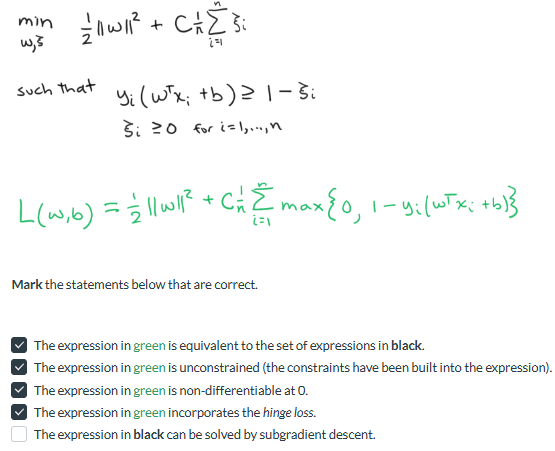 min w,ξ ½||w||² + C 1/n Σ i=1 n ξi
such that yi(wᵀxi + b) ≥ 1 - ξi
ξi ≥ 0 for i=1,...,n
L(w,b) = ½||w||² + C 1/n Σ i=1 n max{0, 1 - yi(wᵀxi + b)}
Mark the statements below that are correct.
The expression in green is equivalent to the set of expressions in black.
The expression in green is unconstrained (the constraints have been built into the expression).
The expression in green is non-differentiable at 0.
The expression in green incorporates the hinge loss.
The expression in black can be solved by subgradient descent.